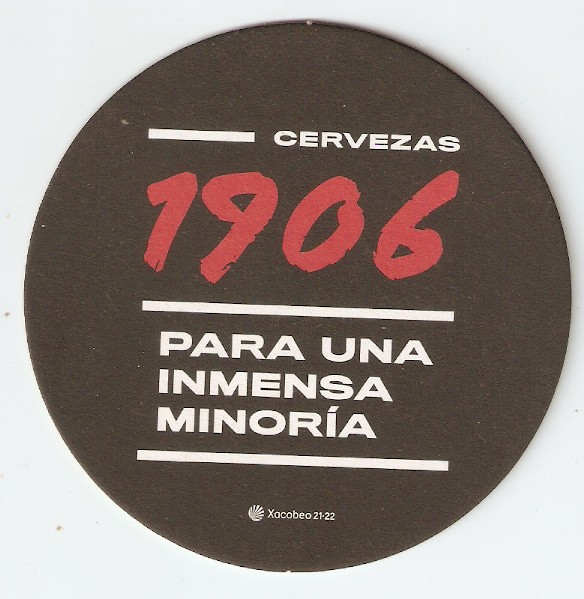 CERVEZAS
1906
PARA UNA
INMENSA
MINORÍA
Xacobeo 21·22